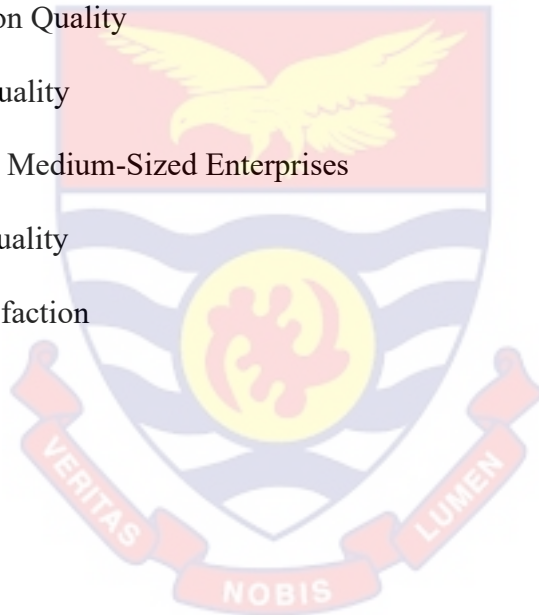 on Quality
uality
Medium-Sized Enterprises
uality
faction
VERITAS
NOBIS
LUMEN